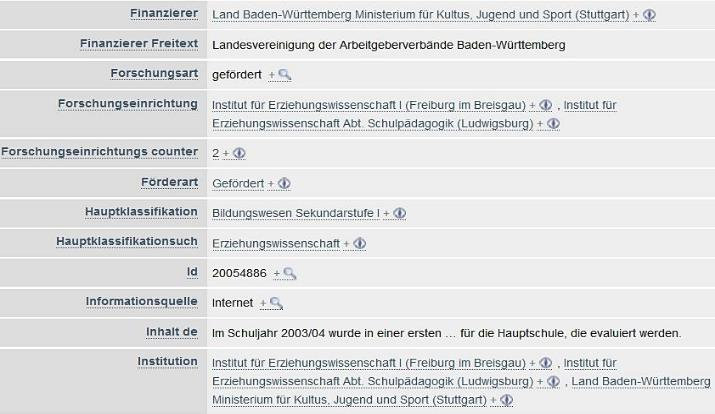 Finanzierer Land Baden-Württemberg Ministerium für Kultus, Jugend und Sport (Stuttgart) +
Finanzierer Freitext Landesvereinigung der Arbeitgeberverbände Baden-Württemberg
Forschungsart gefördert +
Forschungseinrichtung Institut für Erziehungswissenschaft I (Freiburg im Breisgau) + , Institut für
Erziehungswissenschaft Abt. Schulpädagogik (Ludwigsburg) +
Forschungseinrichtungs counter 2 +
Förderart Gefördert +
Hauptklassifikation Bildungswesen Sekundarstufe I +
Hauptklassifikationsuch Erziehungswissenschaft +
Id 20054886 +
Informationsquelle Internet +
Inhalt de Im Schuljahr 2003/04 wurde in einer ersten … für die Hauptschule, die evaluiert werden.
Institution Institut für Erziehungswissenschaft I (Freiburg im Breisgau) + , Institut für
Erziehungswissenschaft Abt. Schulpädagogik (Ludwigsburg) + , Land Baden-Württemberg
Ministerium für Kultus, Jugend und Sport (Stuttgart) +